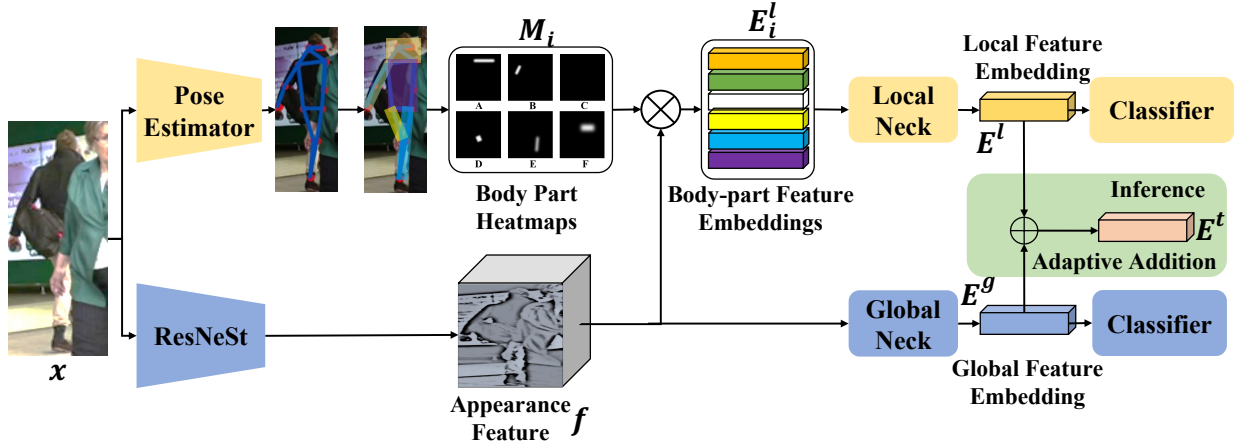 Pose
Estimator
M_i
A B C
D E F
Body Part
Heatmaps
E_i^l
Body-part Feature
Embeddings
Local
Neck
Local Feature
Embedding
E^l
Classifier
Inference
E^t
Adaptive Addition
x
ResNeSt
Appearance
Feature f
Global
Neck
E^g
Classifier
Global Feature
Embedding